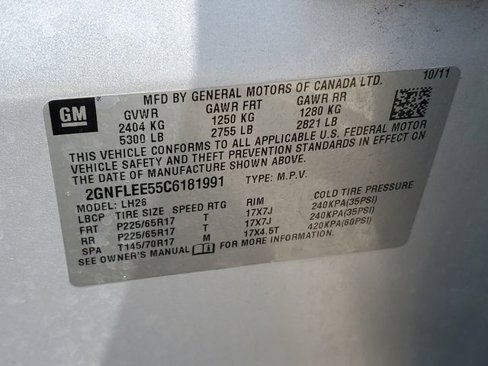 MFD BY GENERAL MOTORS OF CANADA LTD. 10/11
GM GVWR GAWR FRT GAWR RR
2404 KG 1250 KG 1280 KG
5300 LB 2755 LB 2821 LB
THIS VEHICLE CONFORMS TO ALL APPLICABLE U.S. FEDERAL MOTOR
VEHICLE SAFETY AND THEFT PREVENTION STANDARDS IN EFFECT ON
THE DATE OF MANUFACTURE SHOWN ABOVE.
2GNFLEE55C6181991 TYPE: M.P.V.
MODEL: LH26
LBCP TIRE SIZE SPEED RTG RIM COLD TIRE PRESSURE
FRT P225/65R17 T 17X7J 240KPA(35PSI)
RR P225/65R17 T 17X7J 240KPA(35PSI)
SPA T145/70R17 M 17X4.5T 420KPA(60PSI)
SEE OWNER'S MANUAL FOR MORE INFORMATION.